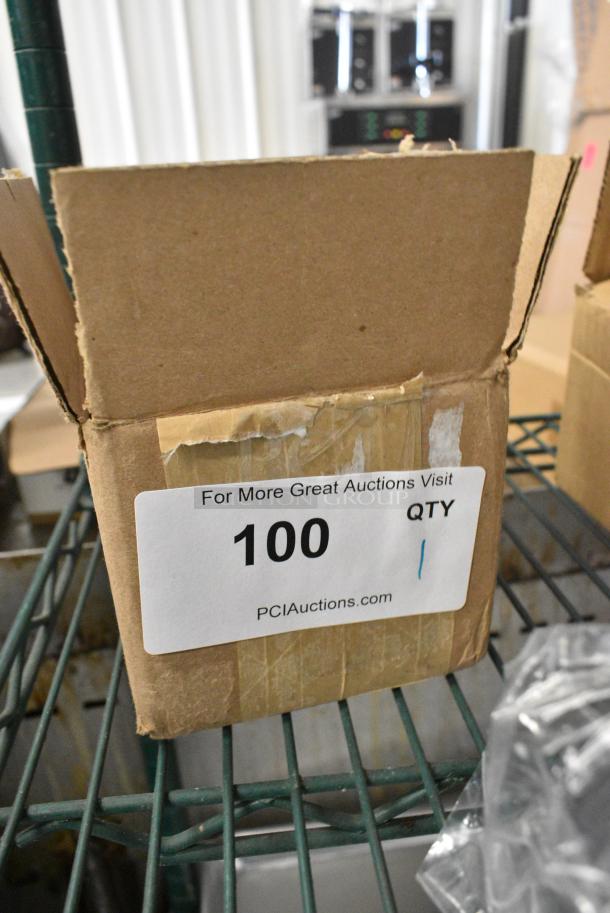 For More Great Auctions Visit
100 QTY
1
PCIAuctions.com